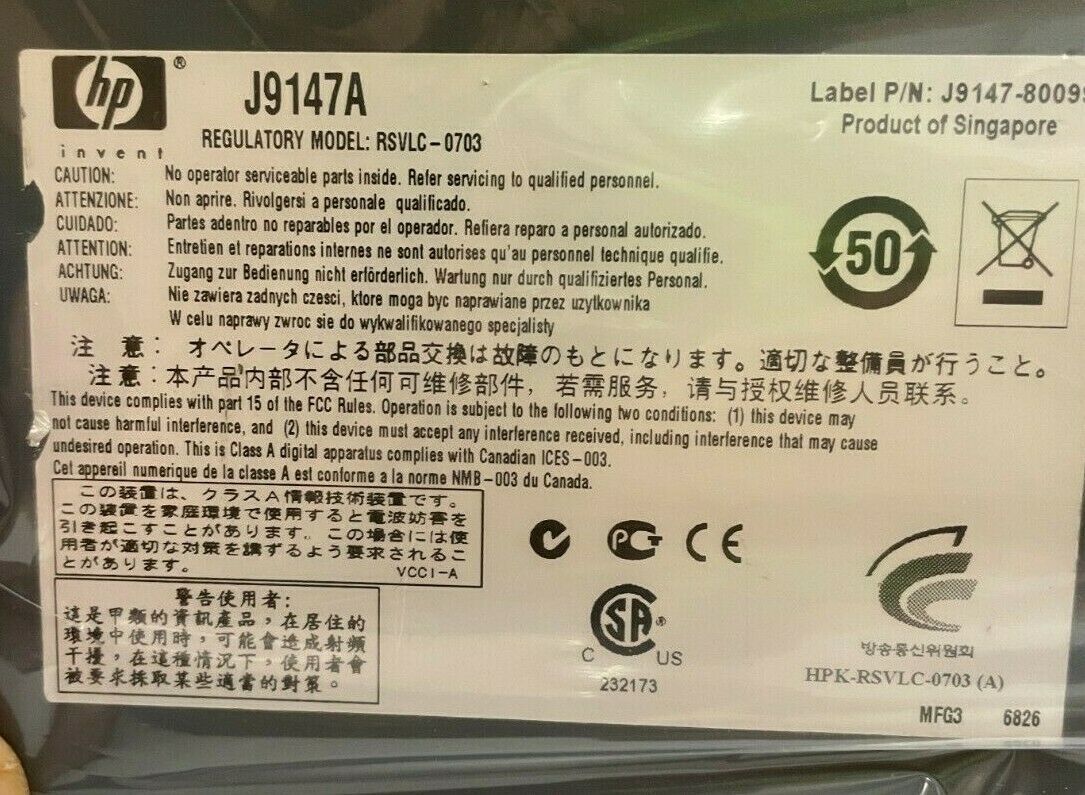 hp ®
invent
J9147A
REGULATORY MODEL: RSVLC-0703
Label P/N: J9147-8009
Product of Singapore
CAUTION: No operator serviceable parts inside. Refer servicing to qualified personnel.
ATTENZIONE: Non aprire. Rivolgersi a personale qualificado.
CUIDADO: Partes adentro no reparables por el operador. Refiera reparo a personal autorizado.
ATTENTION: Entretien et reparations internes ne sont autorises qu'au personnel technique qualifie.
ACHTUNG: Zugang zur Bedienung nicht erförderlich. Wartung nur durch qualifiziertes Personal.
UWAGA: Nie zawiera zadnych czesci, ktore moga byc naprawiane przez uzytkownika
W celu naprawy zwroc sie do wykwalifikowanego specjalisty
50
注 意: オペレータによる部品交換は故障のもとになります。適切な整備員が行うこと。
注意:本产品内部不含任何可维修部件,若需服务,请与授权维修人员联系。
This device complies with part 15 of the FCC Rules. Operation is subject to the following two conditions: (1) this device may
not cause harmful interference, and (2) this device must accept any interference received, including interference that may cause
undesired operation. This is Class A digital apparatus complies with Canadian ICES-003.
Cet appereil numerique de la classe A est conforme a la norme NMB-003 du Canada.
この装置は、クラスA情報技術装置です。
この装置を家庭環境で使用すると電波妨害を
引き起こすことがあります。この場合には使
用者が適切な対策を講ずるよう要求されるこ
とがあります。
VCCI-A
警告使用者:
這是甲類的資訊產品,在居住的
環境中使用時,可能會造成射頻
干擾,在這種情況下,使用者會
被要求採取某些適當的對策。
PCT CE
SA ®
C US
232173
방송통신위원회
HPK-RSVLC-0703 (A)
MFG3 6826